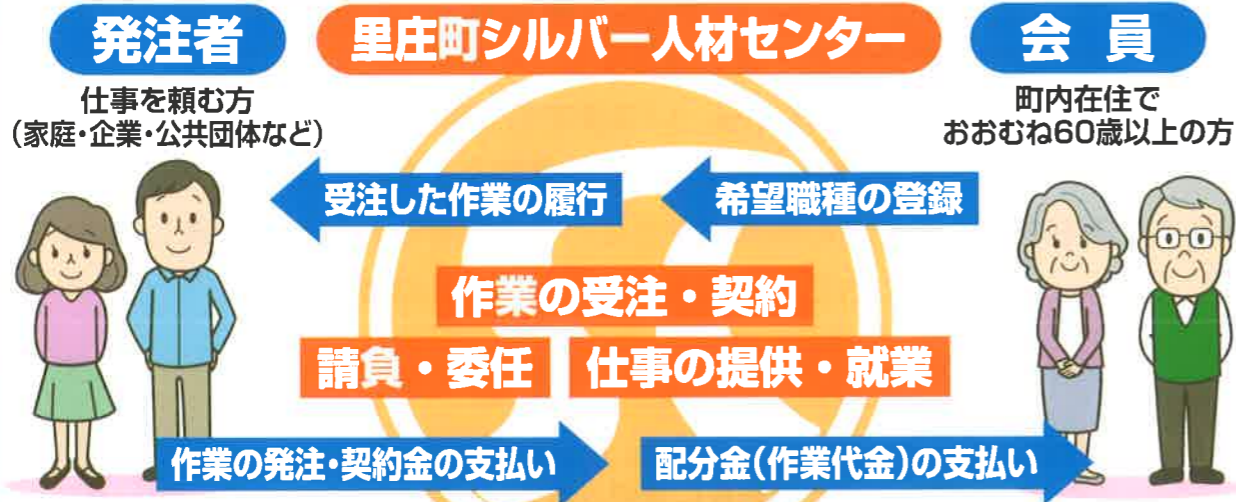 発注者
里庄町シルバー人材センター
会員
仕事を頼む方
(家庭・企業・公共団体など)
町内在住で
おおむね60歳以上の方
受注した作業の履行
希望職種の登録
作業の受注・契約
請負・委任
仕事の提供・就業
作業の発注・契約金の支払い
配分金(作業代金)の支払い